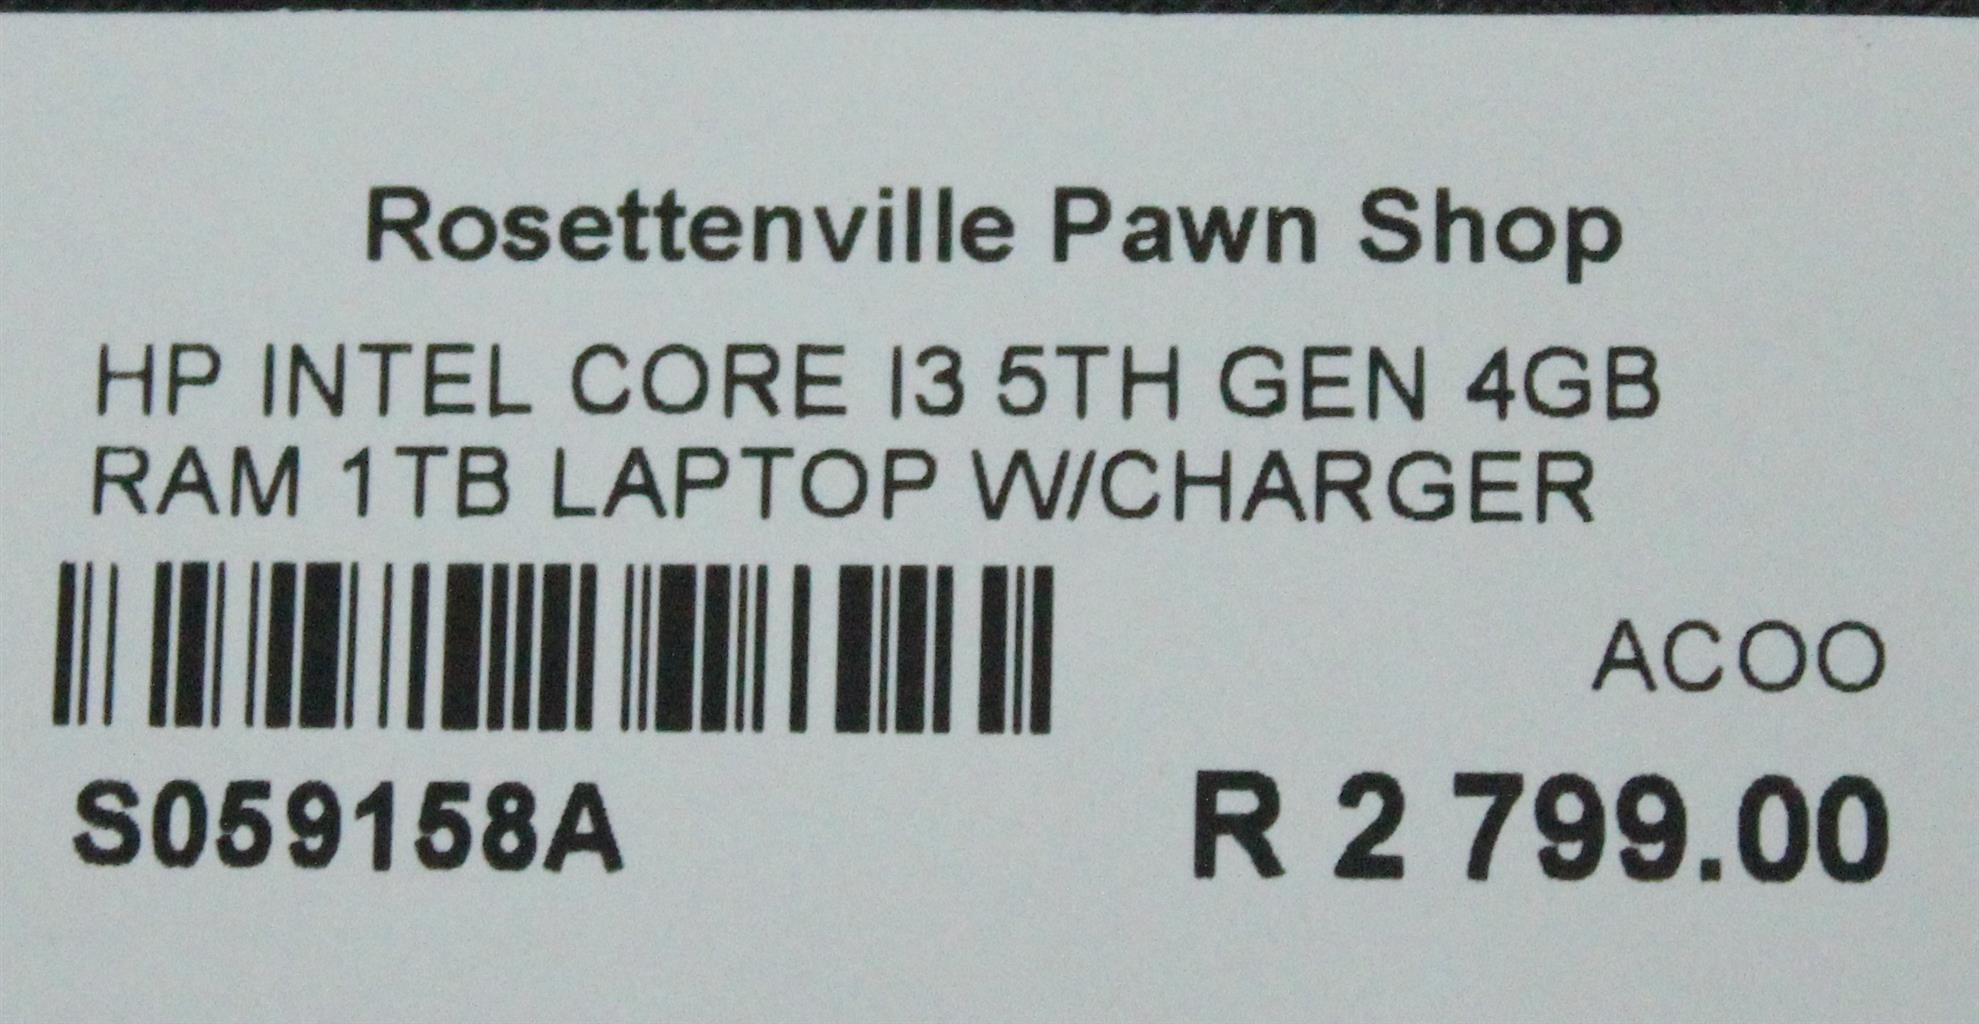 Rosettenville Pawn Shop
HP INTEL CORE I3 5TH GEN 4GB
RAM 1TB LAPTOP W/CHARGER
ACOO
S059158A
R 2 799.00